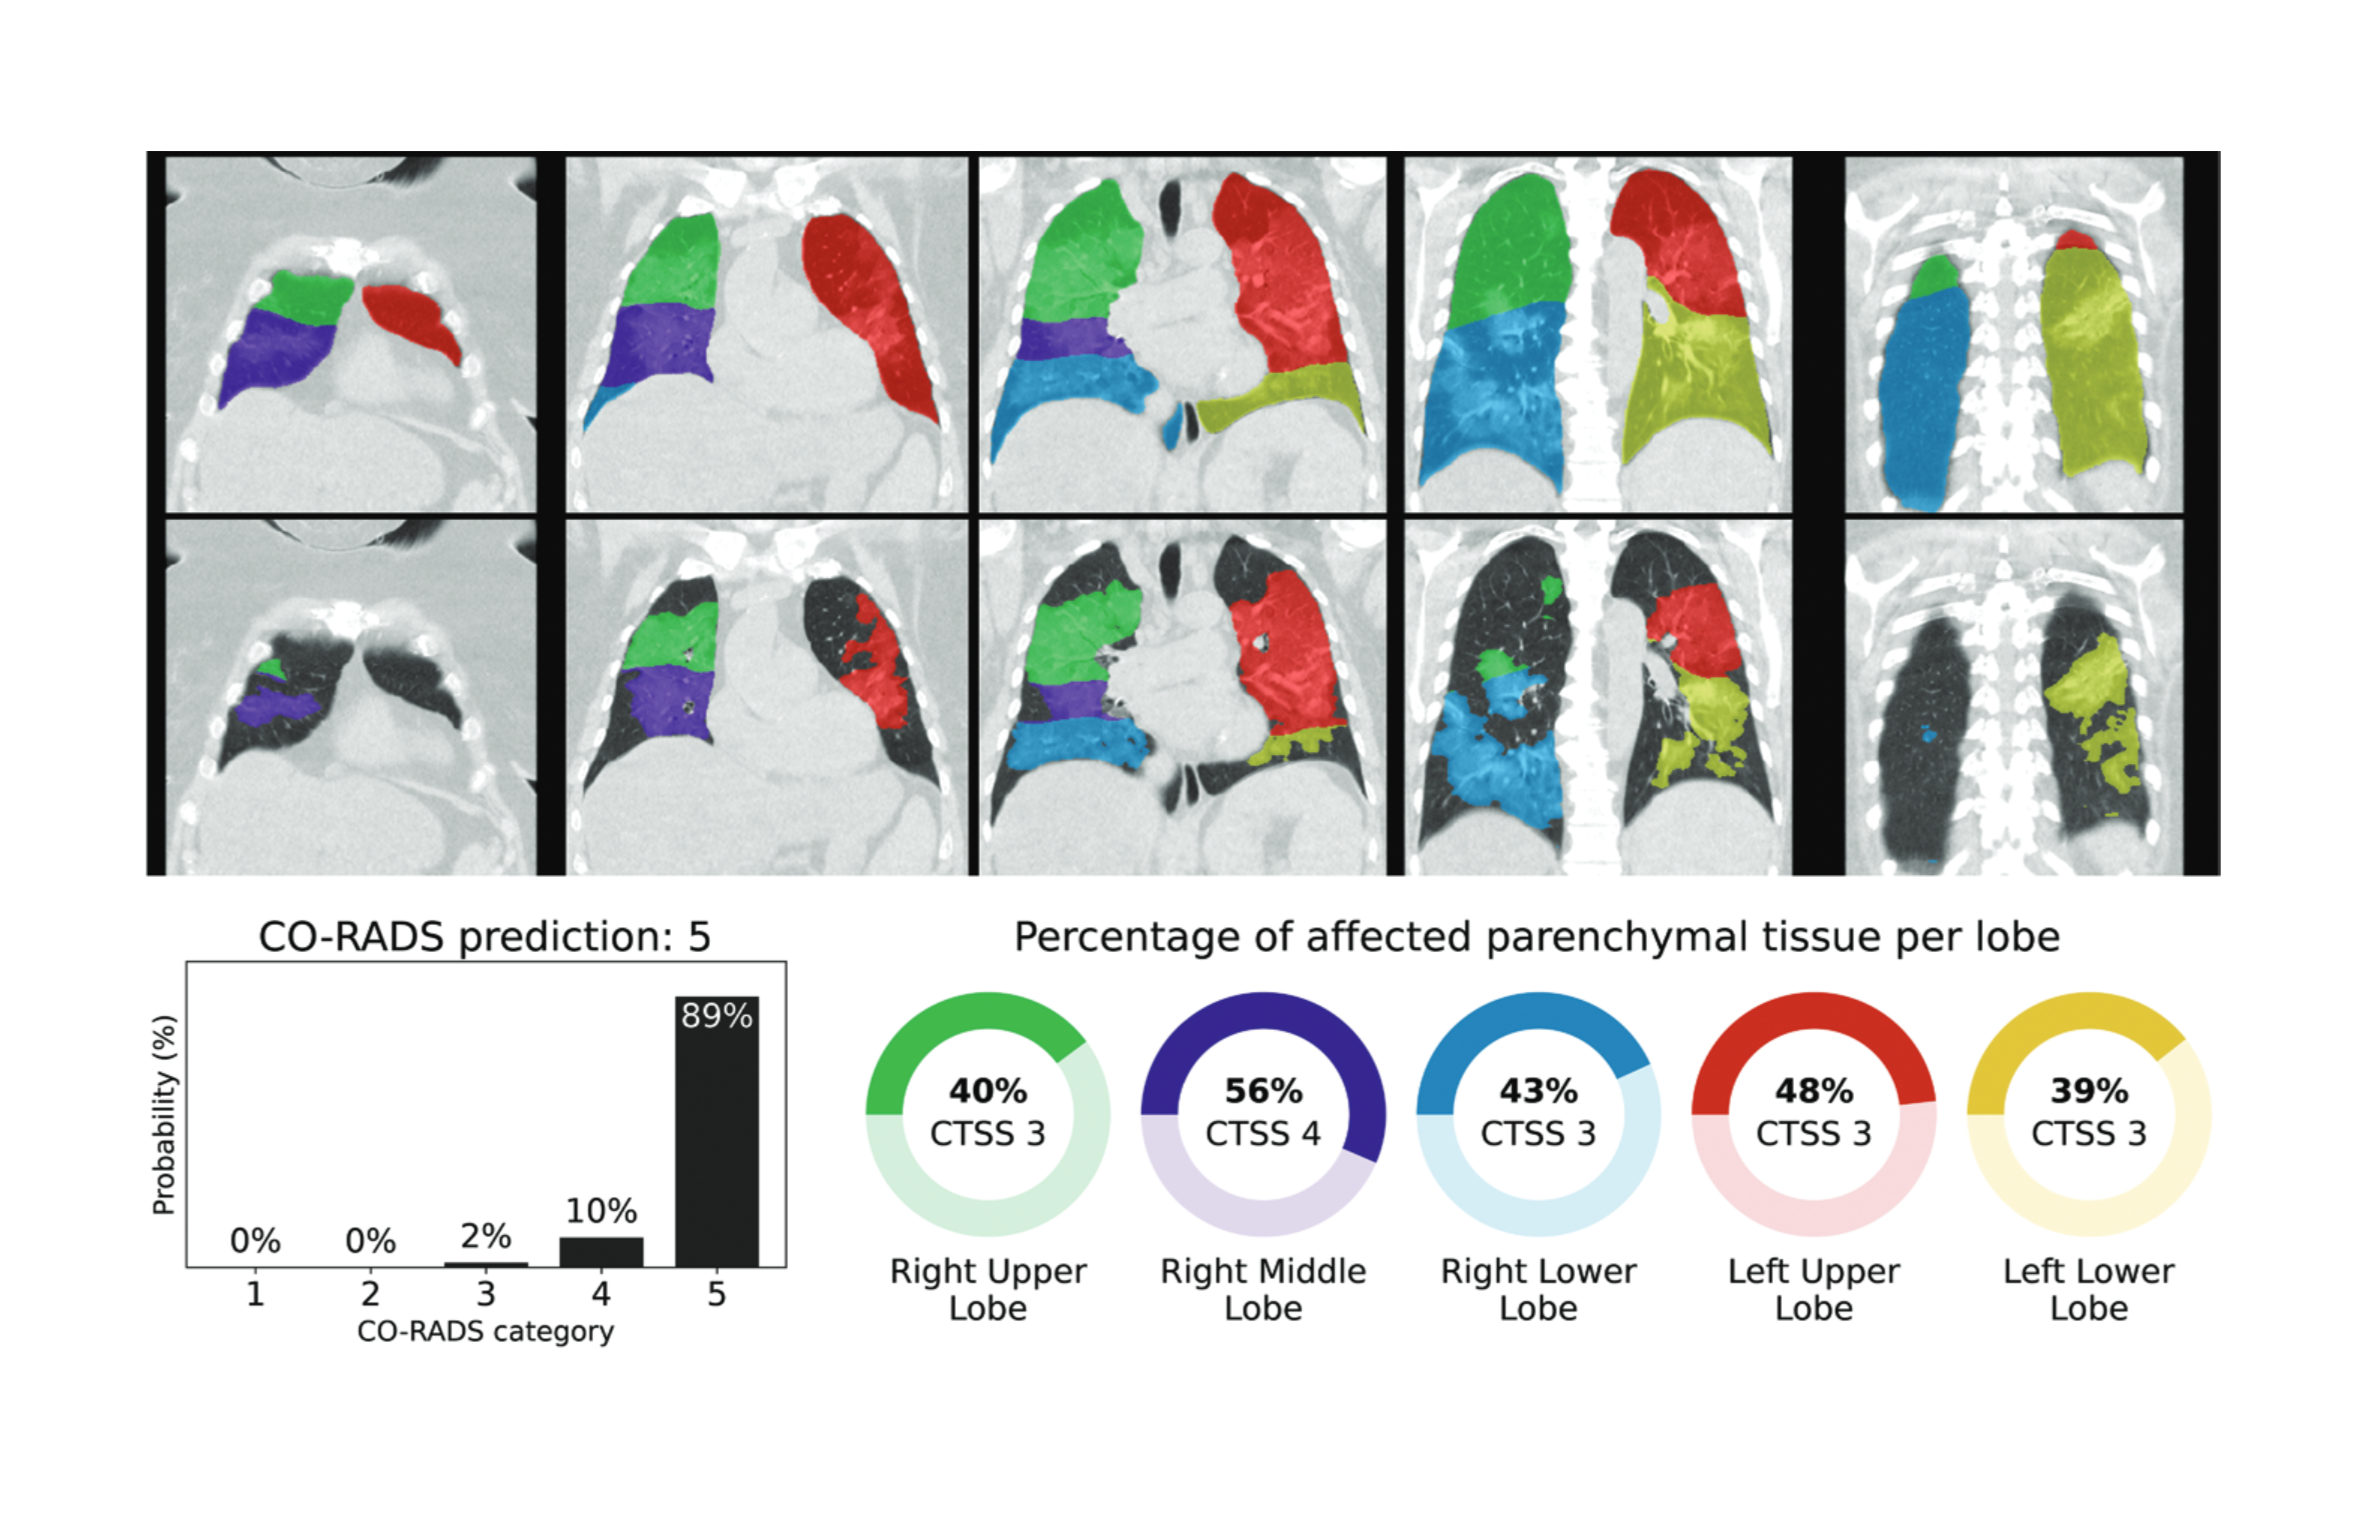 CO-RADS prediction: 5
Probability (%)
0%
0%
2%
10%
89%
1 2 3 4 5
CO-RADS category
Percentage of affected parenchymal tissue per lobe
40%
CTSS 3
Right Upper
Lobe
56%
CTSS 4
Right Middle
Lobe
43%
CTSS 3
Right Lower
Lobe
48%
CTSS 3
Left Upper
Lobe
39%
CTSS 3
Left Lower
Lobe